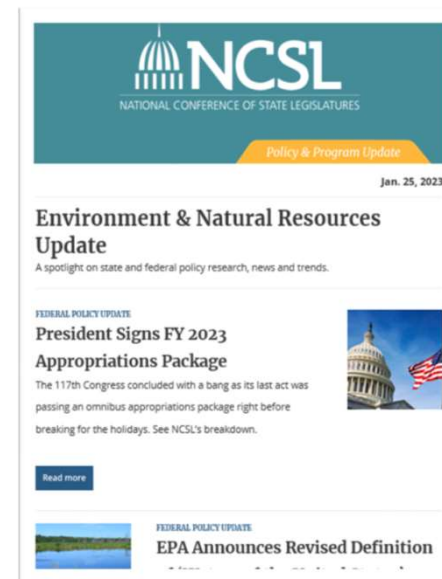 NCSL
NATIONAL CONFERENCE OF STATE LEGISLATURES
Policy & Program Update
Jan. 25, 2023
Environment & Natural Resources
Update
A spotlight on state and federal policy research, news and trends.
FEDERAL POLICY UPDATE
President Signs FY 2023
Appropriations Package
The 117th Congress concluded with a bang as its last act was
passing an omnibus appropriations package right before
breaking for the holidays. See NCSL's breakdown.
Read more
FEDERAL POLICY UPDATE
EPA Announces Revised Definition